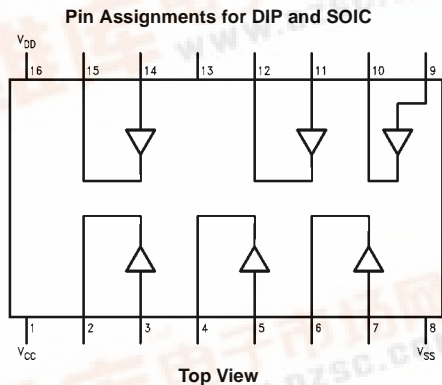 Pin Assignments for DIP and SOIC
VDD
16 15 14 13 12 11 10 9
1 2 3 4 5 6 7 8
VCC VSS
Top View